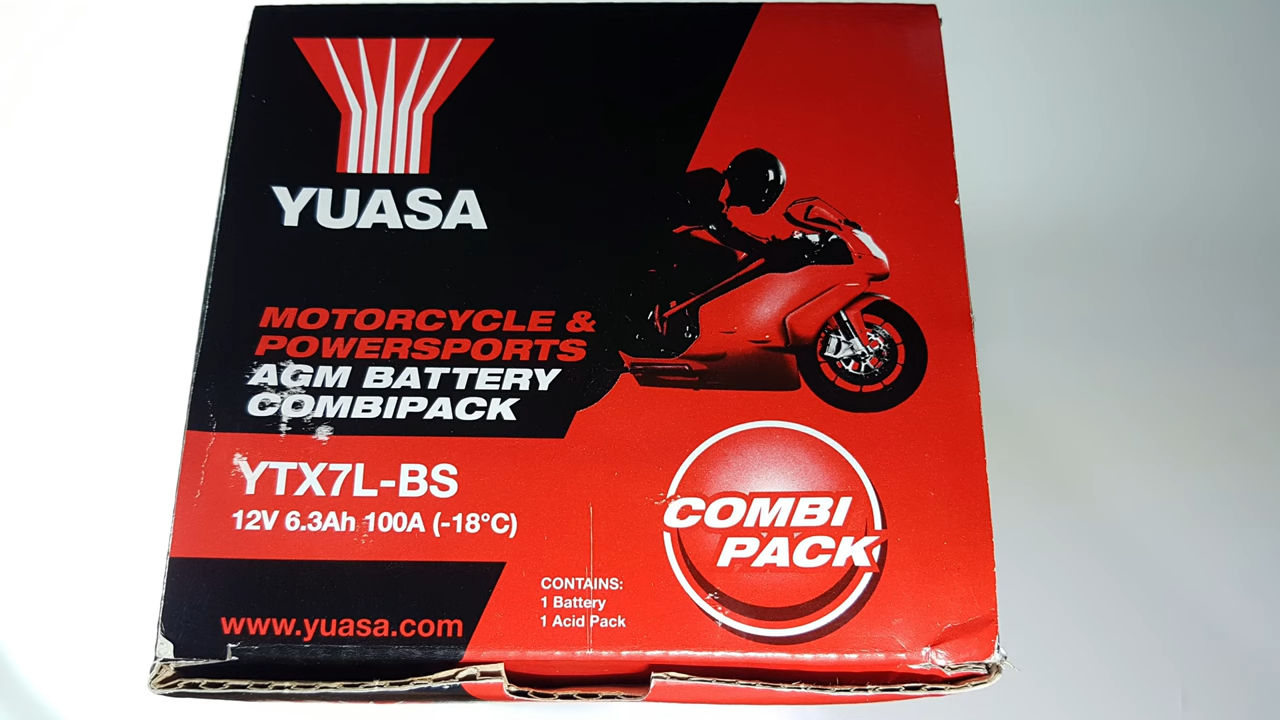 YUASA
MOTORCYCLE &
POWERSPORTS
AGM BATTERY
COMBIPACK
YTX7L-BS
12V 6.3Ah 100A (-18°C)
COMBI
PACK
CONTAINS:
1 Battery
1 Acid Pack
www.yuasa.com